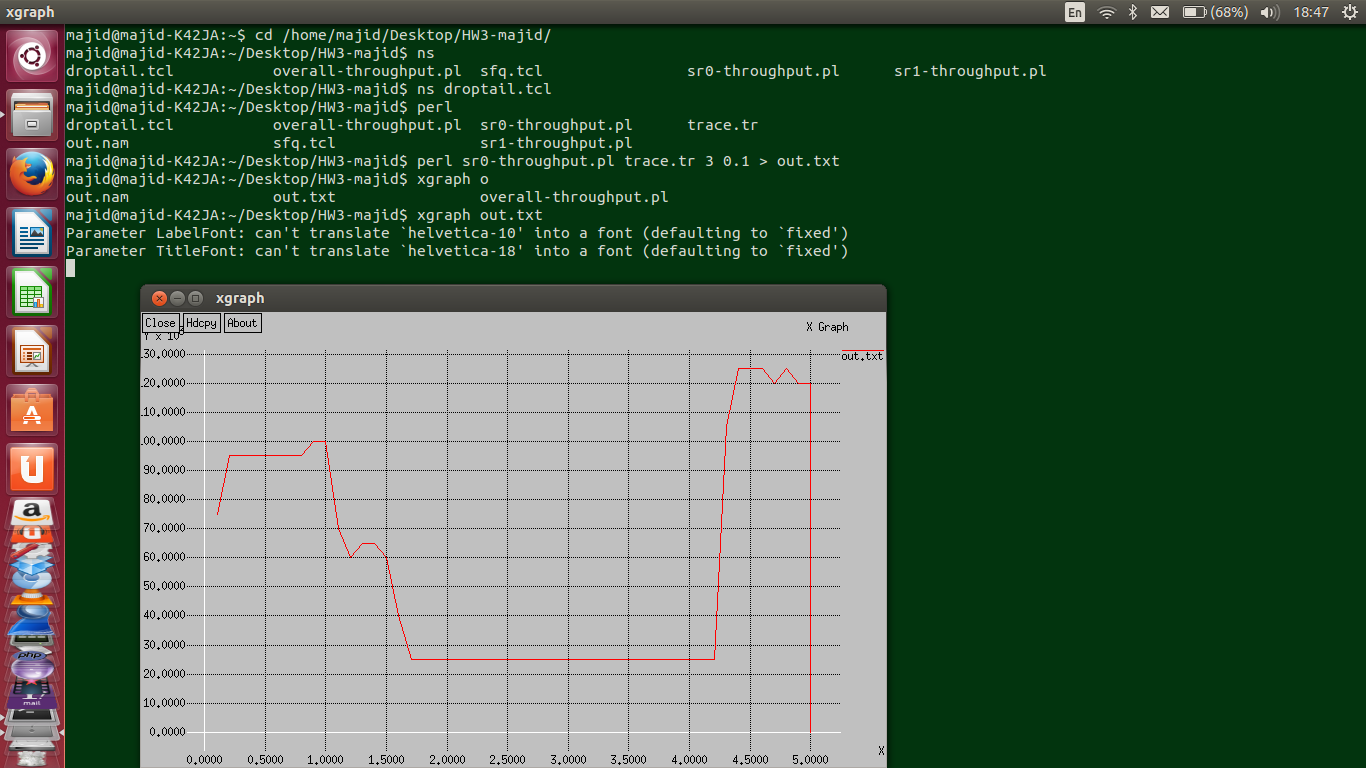 xgraph En (68%) 18:47
majid@majid-K42JA:~$ cd /home/majid/Desktop/HW3-majid/
majid@majid-K42JA:~/Desktop/HW3-majid$ ns
droptail.tcl overall-throughput.pl sfq.tcl sr0-throughput.pl sr1-throughput.pl
majid@majid-K42JA:~/Desktop/HW3-majid$ ns droptail.tcl
majid@majid-K42JA:~/Desktop/HW3-majid$ perl
droptail.tcl overall-throughput.pl sr0-throughput.pl trace.tr
out.nam sfq.tcl sr1-throughput.pl
majid@majid-K42JA:~/Desktop/HW3-majid$ perl sr0-throughput.pl trace.tr 3 0.1 > out.txt
majid@majid-K42JA:~/Desktop/HW3-majid$ xgraph o
out.nam out.txt overall-throughput.pl
majid@majid-K42JA:~/Desktop/HW3-majid$ xgraph out.txt
Parameter LabelFont: can't translate `helvetica-10' into a font (defaulting to `fixed')
Parameter TitleFont: can't translate `helvetica-18' into a font (defaulting to `fixed')
xgraph
Close Hdcpy About
X Graph
Y x 10
out.txt
30.0000
20.0000
10.0000
00.0000
90.0000
80.0000
70.0000
60.0000
50.0000
40.0000
30.0000
20.0000
10.0000
0.0000
X
0.0000 0.5000 1.0000 1.5000 2.0000 2.5000 3.0000 3.5000 4.0000 4.5000 5.0000
a
php
mail